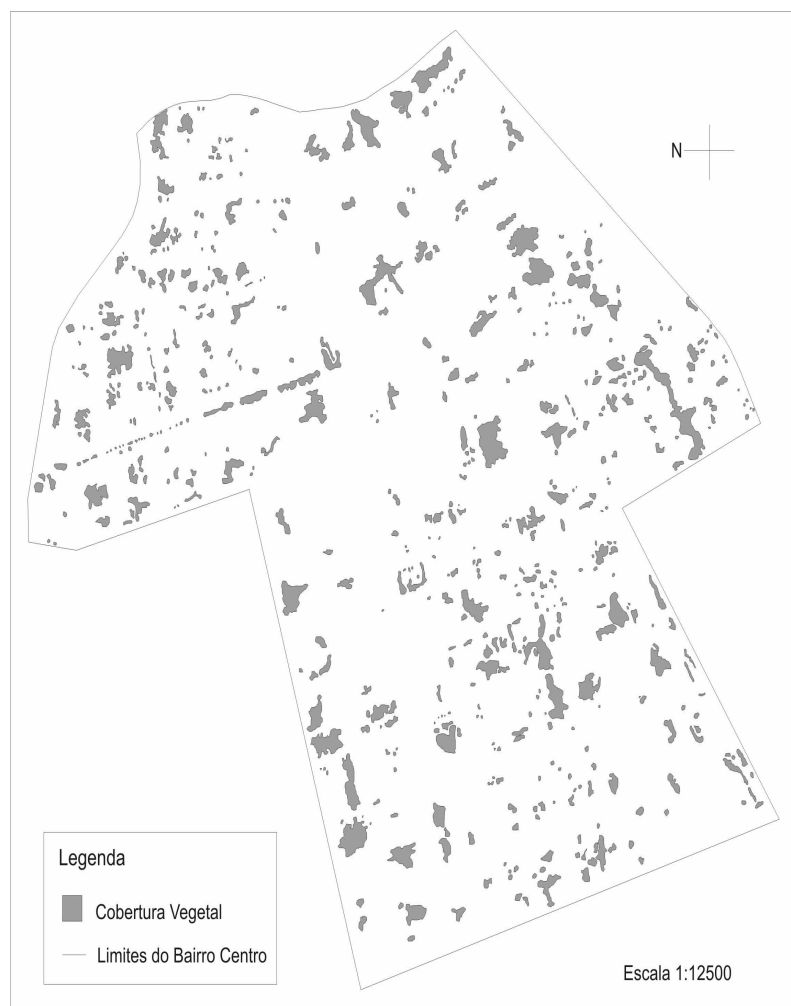 N
Legenda
Cobertura Vegetal
Limites do Bairro Centro
Escala 1:12500